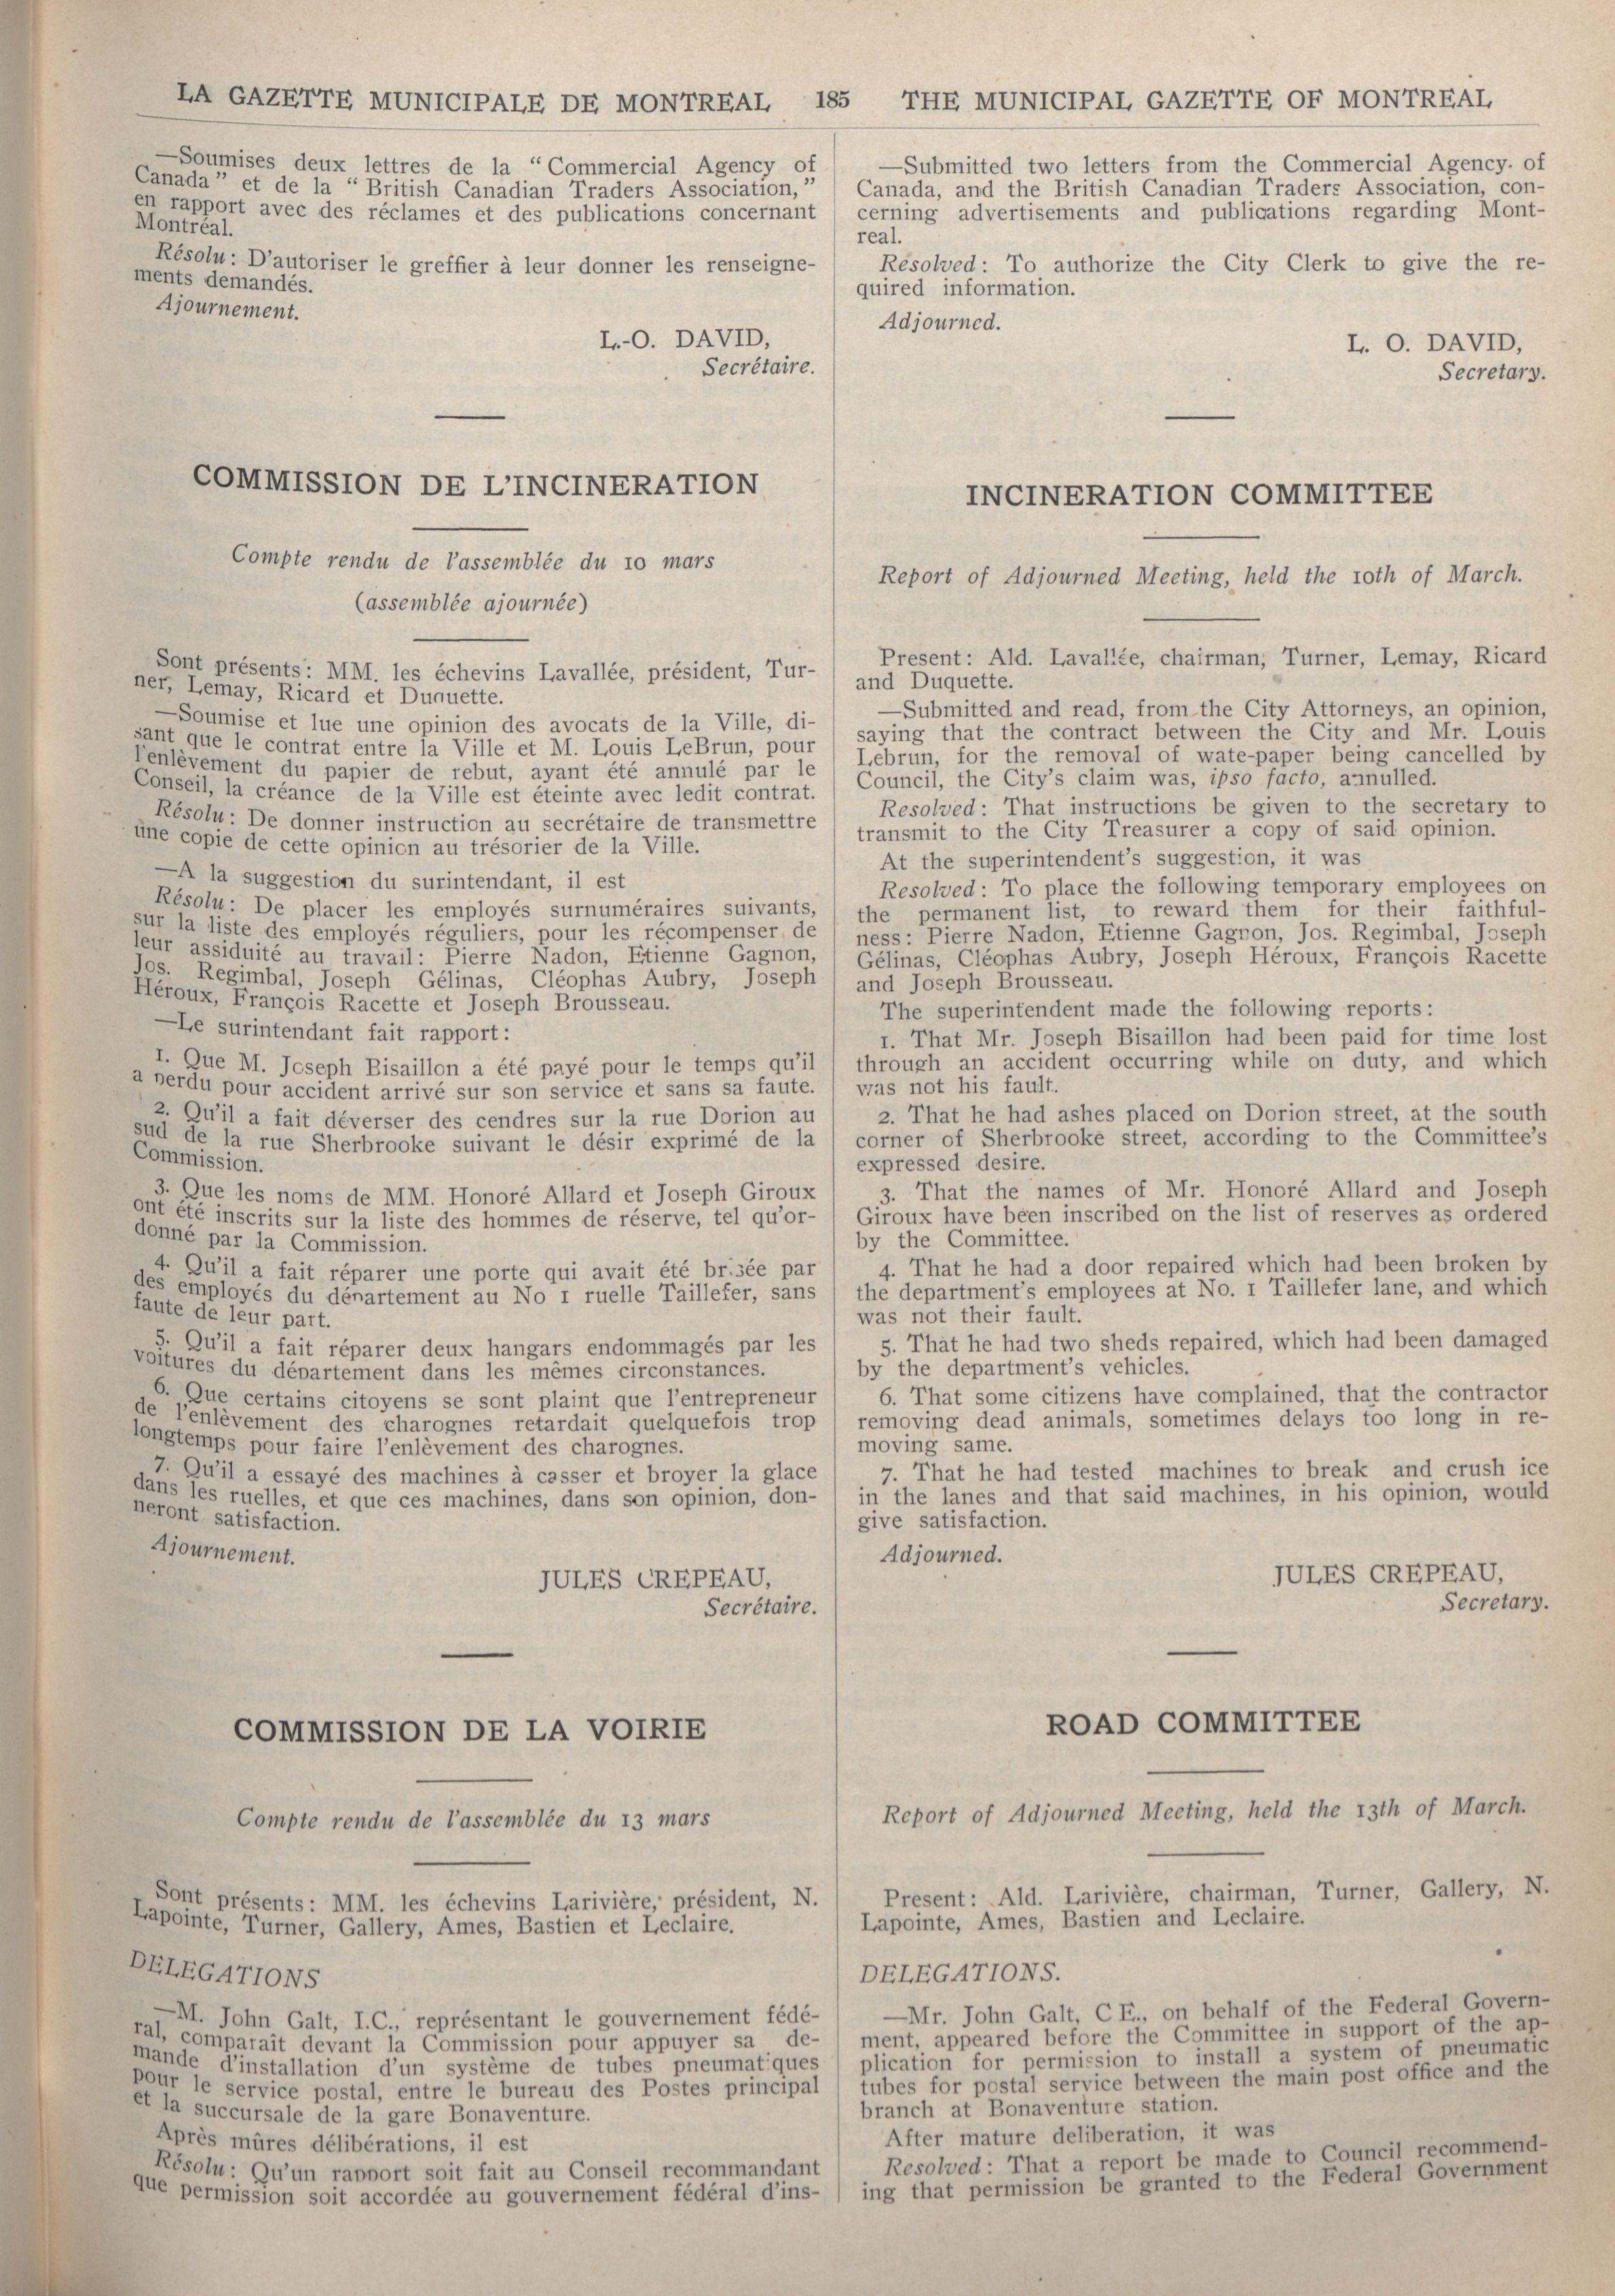 LA GAZETTE MUNICIPALE DE MONTREAL 185 THE MUNICIPAL GAZETTE OF MONTREAL
—Soumises deux lettres de la “Commercial Agency of
Canada” et de la “British Canadian Traders Association,”
en rapport avec des réclames et des publications concernant
Montréal.
Résolu: D'autoriser le greffier à leur donner les renseigne-
ments demandés.
Ajournement.
L.-O. DAVID,
Secrétaire.
COMMISSION DE L'INCINERATION
Compte rendu de l'assemblée du 10 mars
(assemblée ajournée)
Sont présents: MM. les échevins Lavallée, président, Tur-
ner, Lemay, Ricard et Duquette.
—Soumise et lue une opinion des avocats de la Ville, di-
sant que le contrat entre la Ville et M. Louis LeBrun, pour
l'enlèvement du papier de rebut, ayant été annulé par le
Conseil, la créance de la Ville est éteinte avec ledit contrat.
Résolu: De donner instruction au secrétaire de transmettre
une copie de cette opinion au trésorier de la Ville.
—A la suggestion du surintendant, il est
Résolu: De placer les employés surnuméraires suivants,
sur la liste des employés réguliers, pour les récompenser de
leur assiduité au travail: Pierre Nadon, Etienne Gagnon,
Jos. Regimbal, Joseph Gélinas, Cléophas Aubry, Joseph
Héroux, François Racette et Joseph Brousseau.
—Le surintendant fait rapport:
1. Que M. Joseph Bisaillon a été payé pour le temps qu'il
a perdu pour accident arrivé sur son service et sans sa faute.
2. Qu'il a fait déverser des cendres sur la rue Dorion au
sud de la rue Sherbrooke suivant le désir exprimé de la
Commission.
3. Que les noms de MM. Honoré Allard et Joseph Giroux
ont été inscrits sur la liste des hommes de réserve, tel qu'or-
donné par la Commission.
4. Qu'il a fait réparer une porte qui avait été brisée par
des employés du département au No 1 ruelle Taillefer, sans
faute de leur part.
5. Qu'il a fait réparer deux hangars endommagés par les
voitures du département dans les mêmes circonstances.
6. Que certains citoyens se sont plaint que l'entrepreneur
de l'enlèvement des charognes retardait quelquefois trop
longtemps pour faire l'enlèvement des charognes.
7. Qu'il a essayé des machines à casser et broyer la glace
dans les ruelles, et que ces machines, dans son opinion, don-
neront satisfaction.
Ajournement.
JULES CREPEAU,
Secrétaire.
COMMISSION DE LA VOIRIE
Compte rendu de l'assemblée du 13 mars
Sont présents: MM. les échevins Larivière, président, N.
Lapointe, Turner, Gallery, Ames, Bastien et Leclaire.
DELEGATIONS
—M. John Galt, I.C., représentant le gouvernement fédé-
ral, comparaît devant la Commission pour appuyer sa de-
mande d'installation d'un système de tubes pneumatiques
pour le service postal, entre le bureau des Postes principal
et la succursale de la gare Bonaventure.
Après mûres délibérations, il est
Résolu: Qu'un rapport soit fait au Conseil recommandant
que permission soit accordée au gouvernement fédéral d'ins-
—Submitted two letters from the Commercial Agency of
Canada, and the British Canadian Traders Association, con-
cerning advertisements and publications regarding Mont-
real.
Resolved: To authorize the City Clerk to give the re-
quired information.
Adjourned.
L. O. DAVID,
Secretary.
INCINERATION COMMITTEE
Report of Adjourned Meeting, held the 10th of March.
Present: Ald. Lavallée, chairman, Turner, Lemay, Ricard
and Duquette.
—Submitted and read, from the City Attorneys, an opinion,
saying that the contract between the City and Mr. Louis
Lebrun, for the removal of wate-paper being cancelled by
Council, the City's claim was, ipso facto, annulled.
Resolved: That instructions be given to the secretary to
transmit to the City Treasurer a copy of said opinion.
At the superintendent's suggestion, it was
Resolved: To place the following temporary employees on
the permanent list, to reward them for their faithful-
ness: Pierre Nadon, Etienne Gagnon, Jos. Regimbal, Joseph
Gélinas, Cléophas Aubry, Joseph Héroux, François Racette
and Joseph Brousseau.
The superintendent made the following reports:
1. That Mr. Joseph Bisaillon had been paid for time lost
through an accident occurring while on duty, and which
was not his fault.
2. That he had ashes placed on Dorion street, at the south
corner of Sherbrooke street, according to the Committee's
expressed desire.
3. That the names of Mr. Honoré Allard and Joseph
Giroux have been inscribed on the list of reserves as ordered
by the Committee.
4. That he had a door repaired which had been broken by
the department's employees at No. 1 Taillefer lane, and which
was not their fault.
5. That he had two sheds repaired, which had been damaged
by the department's vehicles.
6. That some citizens have complained, that the contractor
removing dead animals, sometimes delays too long in re-
moving same.
7. That he had tested machines to break and crush ice
in the lanes and that said machines, in his opinion, would
give satisfaction.
Adjourned.
JULES CREPEAU,
Secretary.
ROAD COMMITTEE
Report of Adjourned Meeting, held the 13th of March.
Present: Ald. Larivière, chairman, Turner, Gallery, N.
Lapointe, Ames, Bastien and Leclaire.
DELEGATIONS.
—Mr. John Galt, C E., on behalf of the Federal Govern-
ment, appeared before the Committee in support of the ap-
plication for permission to install a system of pneumatic
tubes for postal service between the main post office and the
branch at Bonaventure station.
After mature deliberation, it was
Resolved: That a report be made to Council recommend-
ing that permission be granted to the Federal Government